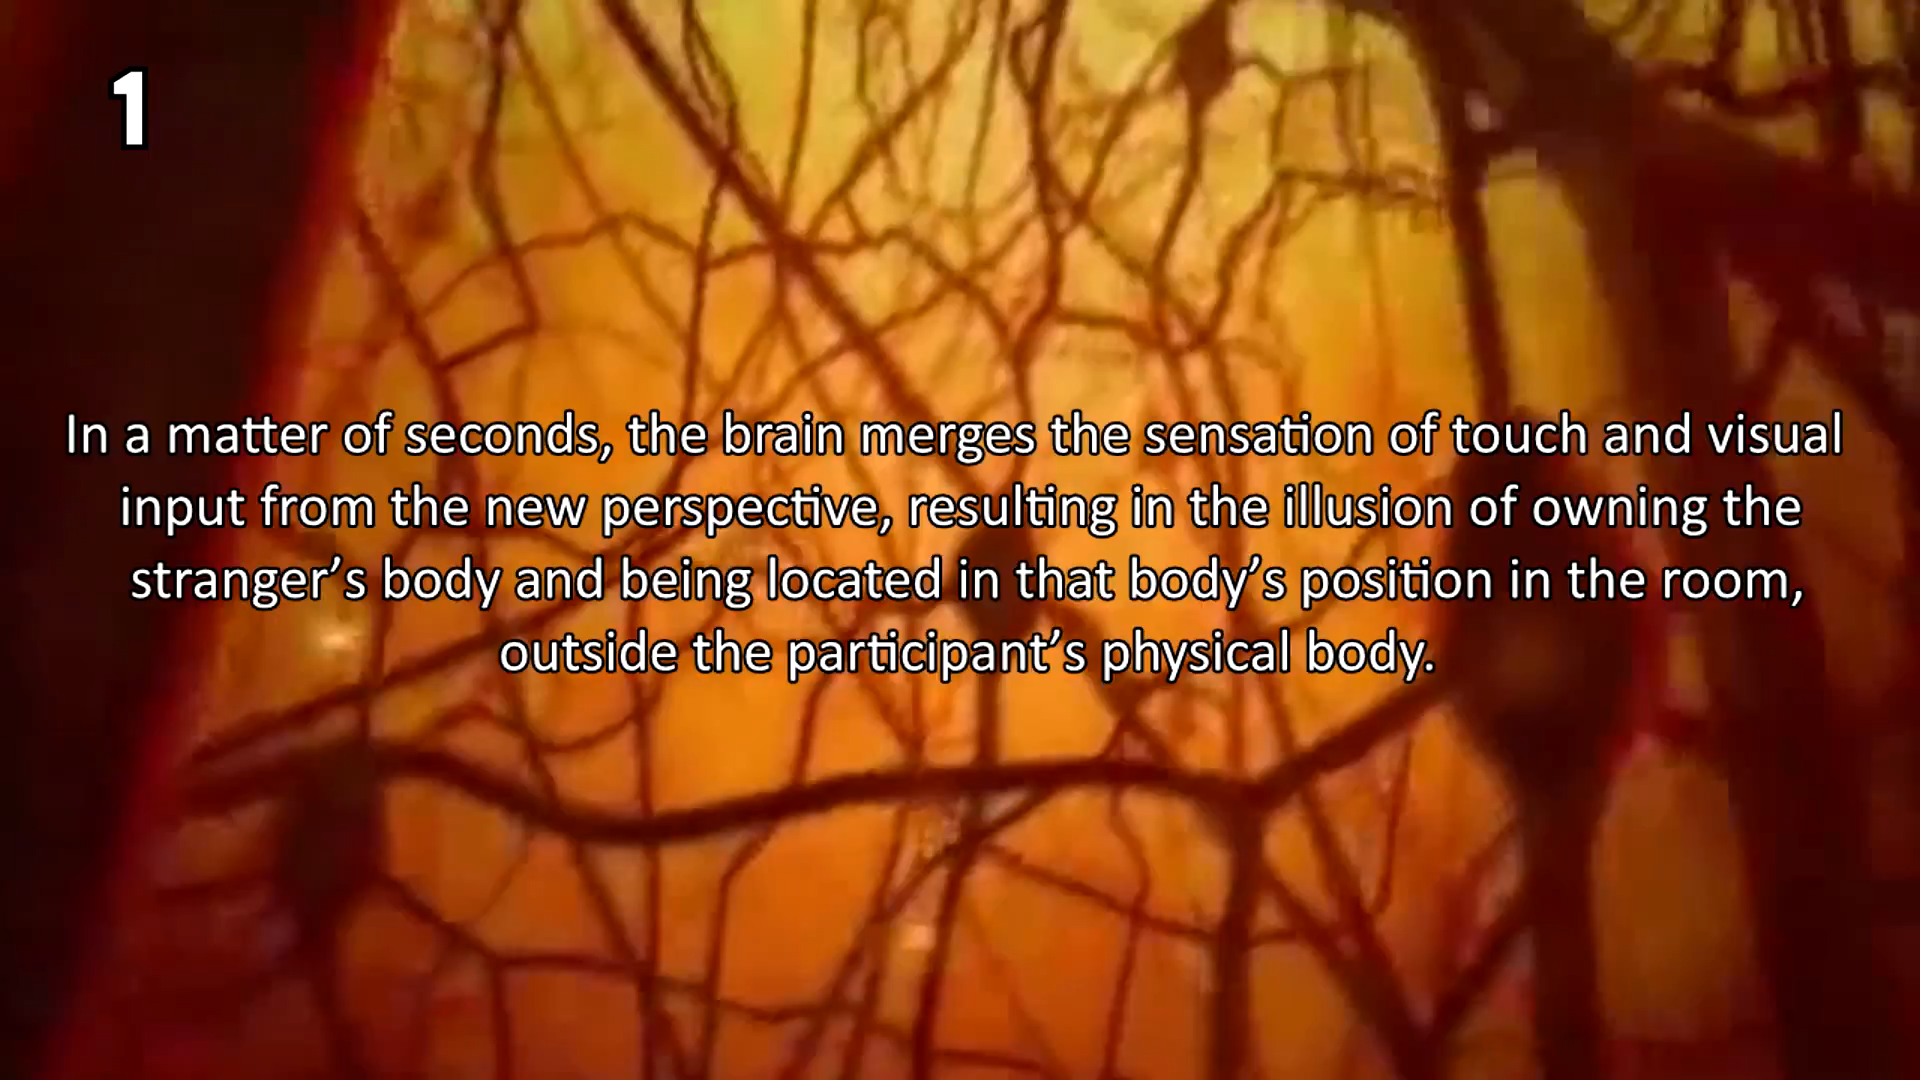 1
In a matter of seconds, the brain merges the sensation of touch and visual
input from the new perspective, resulting in the illusion of owning the
stranger’s body and being located in that body’s position in the room,
outside the participant’s physical body.